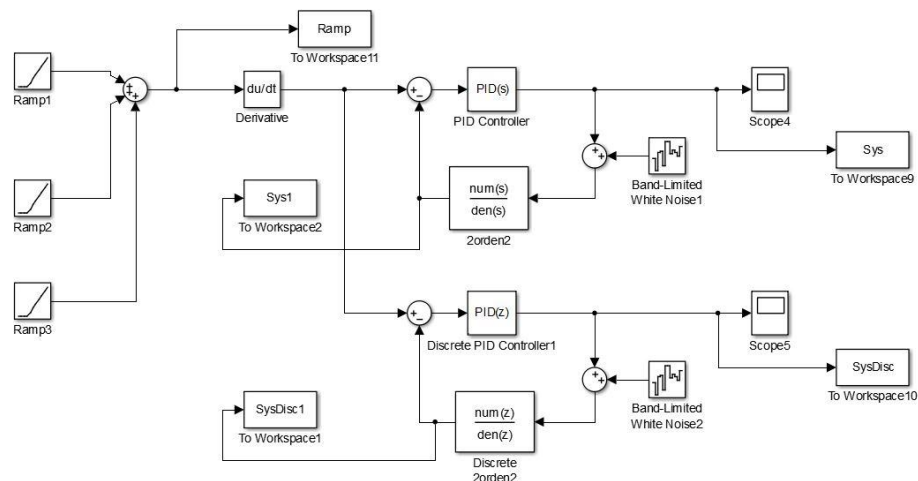 Ramp
To Workspace11
Ramp1
du/dt
Derivative
PID(s)
PID Controller
Scope4
Sys
To Workspace9
Band-Limited
White Noise1
num(s)
den(s)
2orden2
Sys1
To Workspace2
Ramp2
Ramp3
PID(z)
Discrete PID Controller1
Scope5
SysDisc
To Workspace10
Band-Limited
White Noise2
num(z)
den(z)
Discrete
2orden2
SysDisc1
To Workspace1